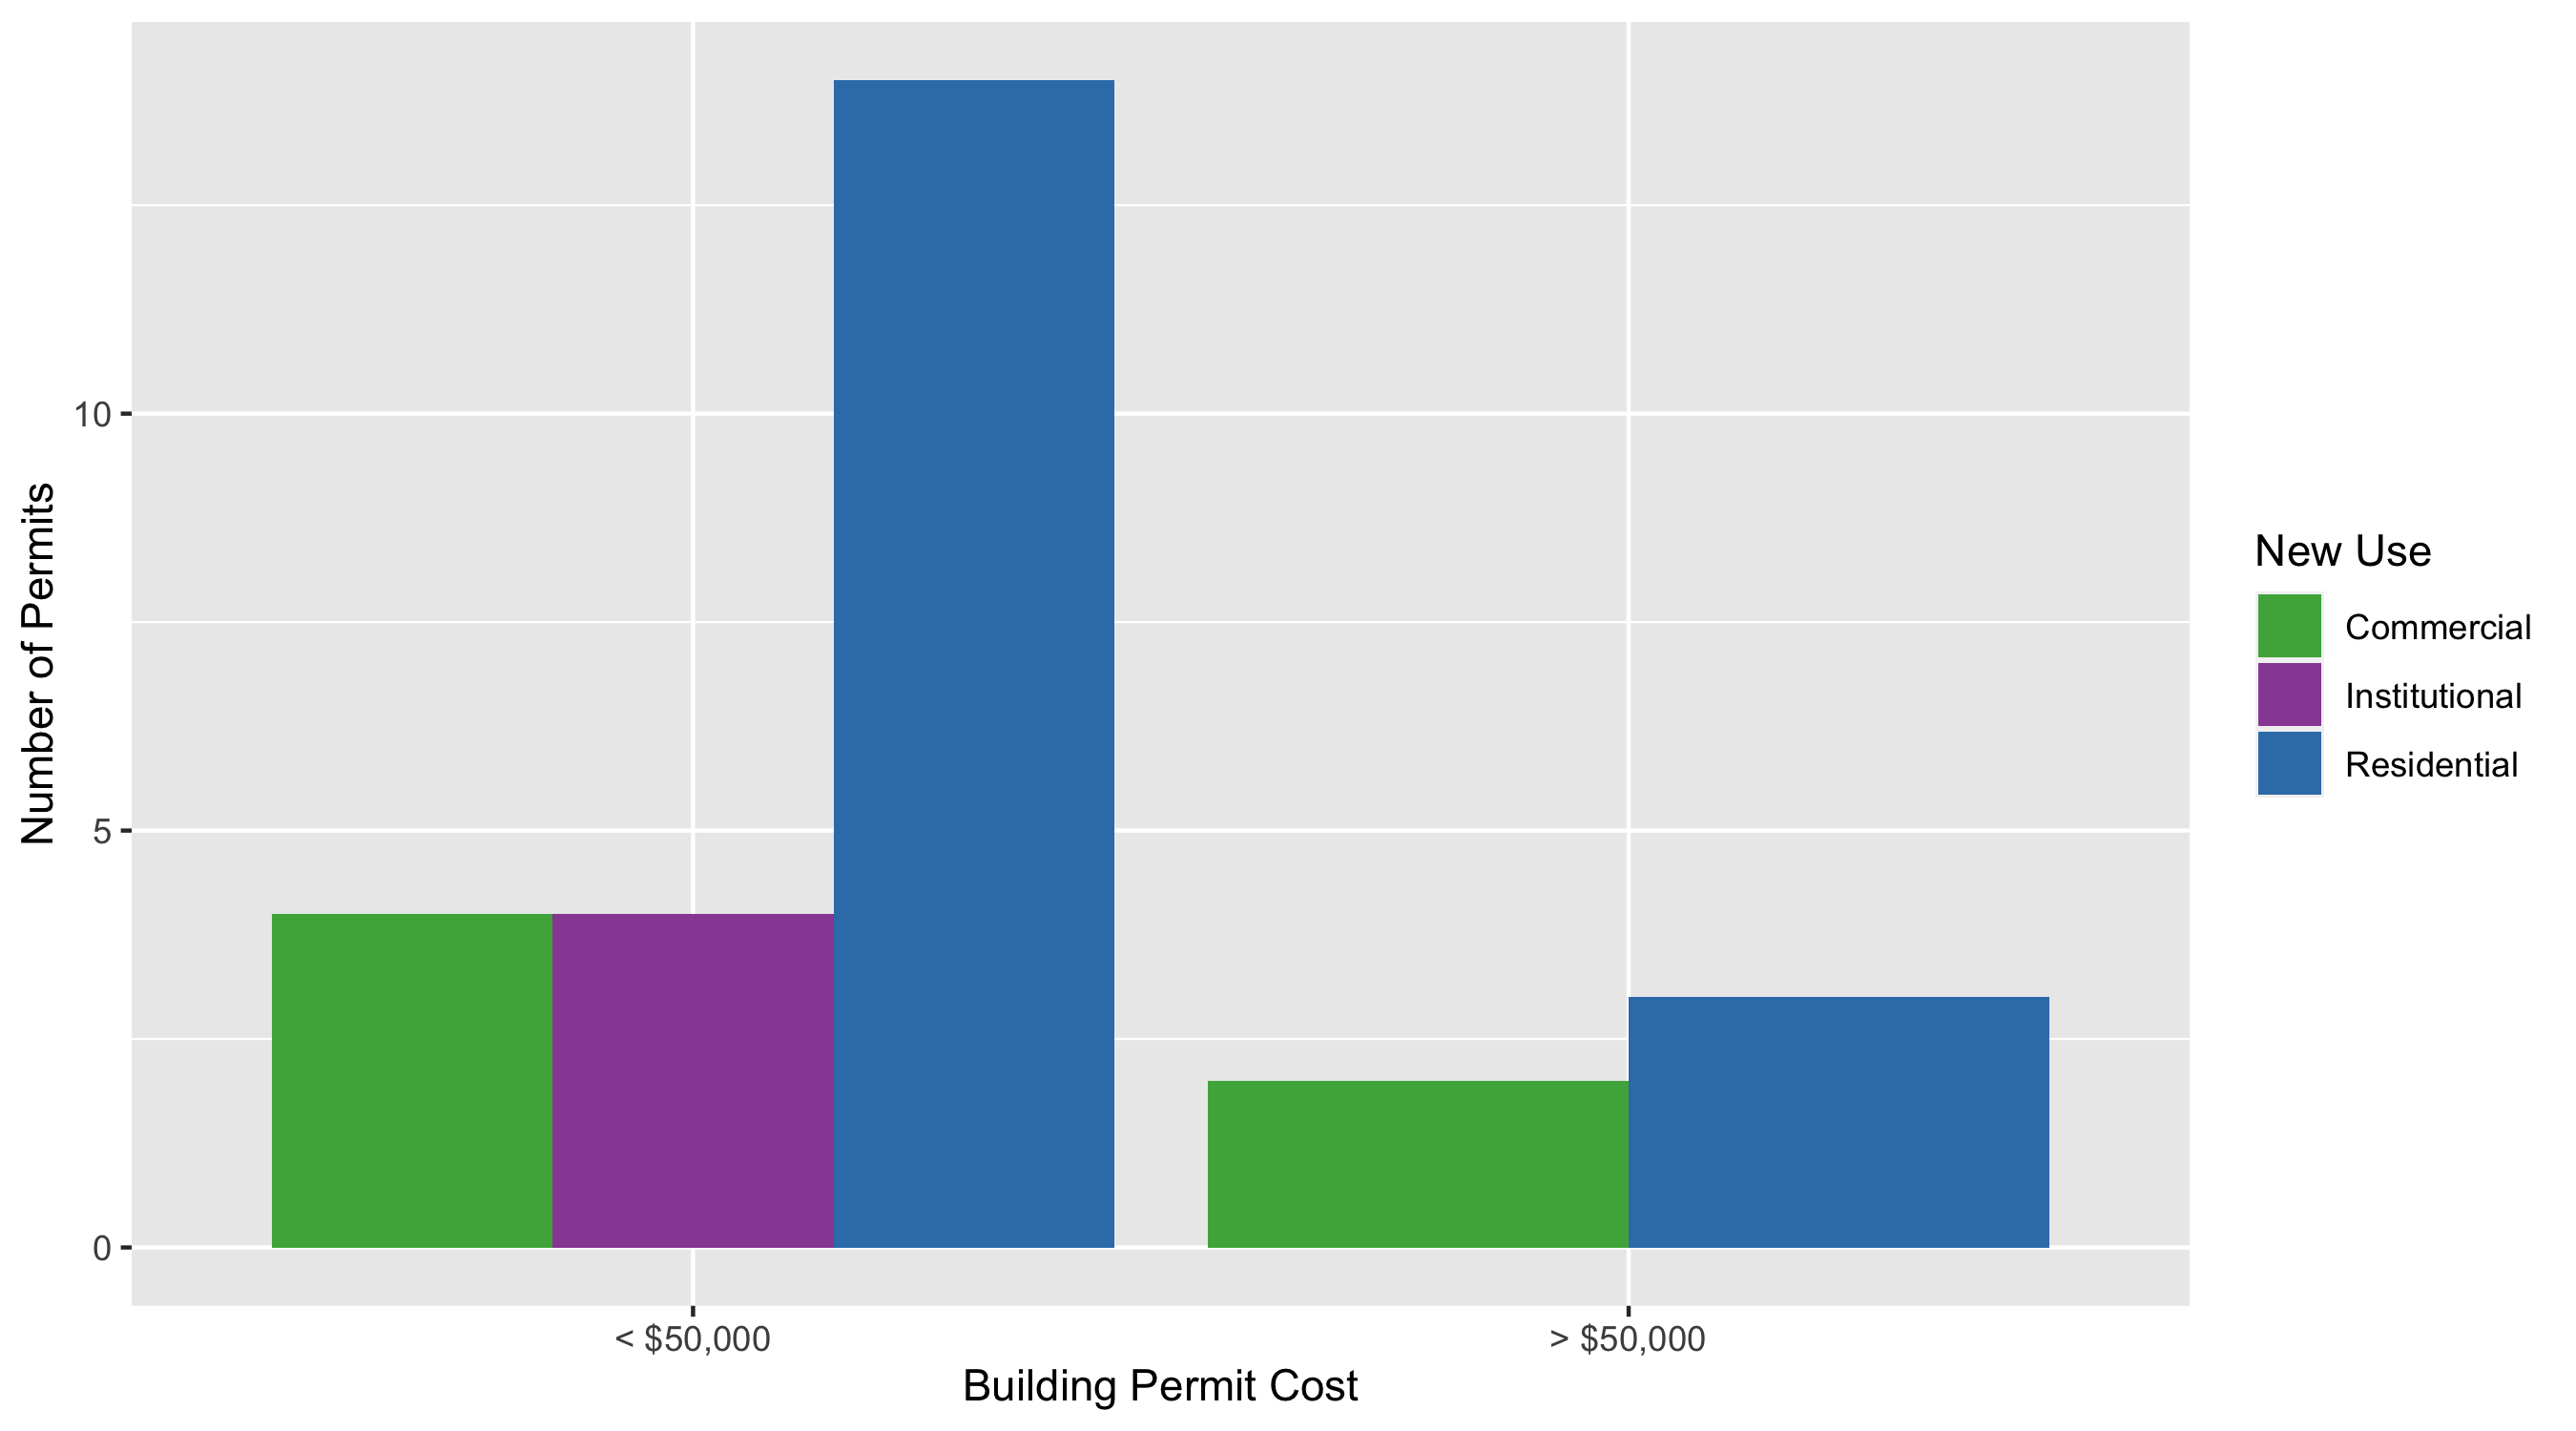 Number of Permits
10
5
0
< $50,000
> $50,000
Building Permit Cost
New Use
Commercial
Institutional
Residential